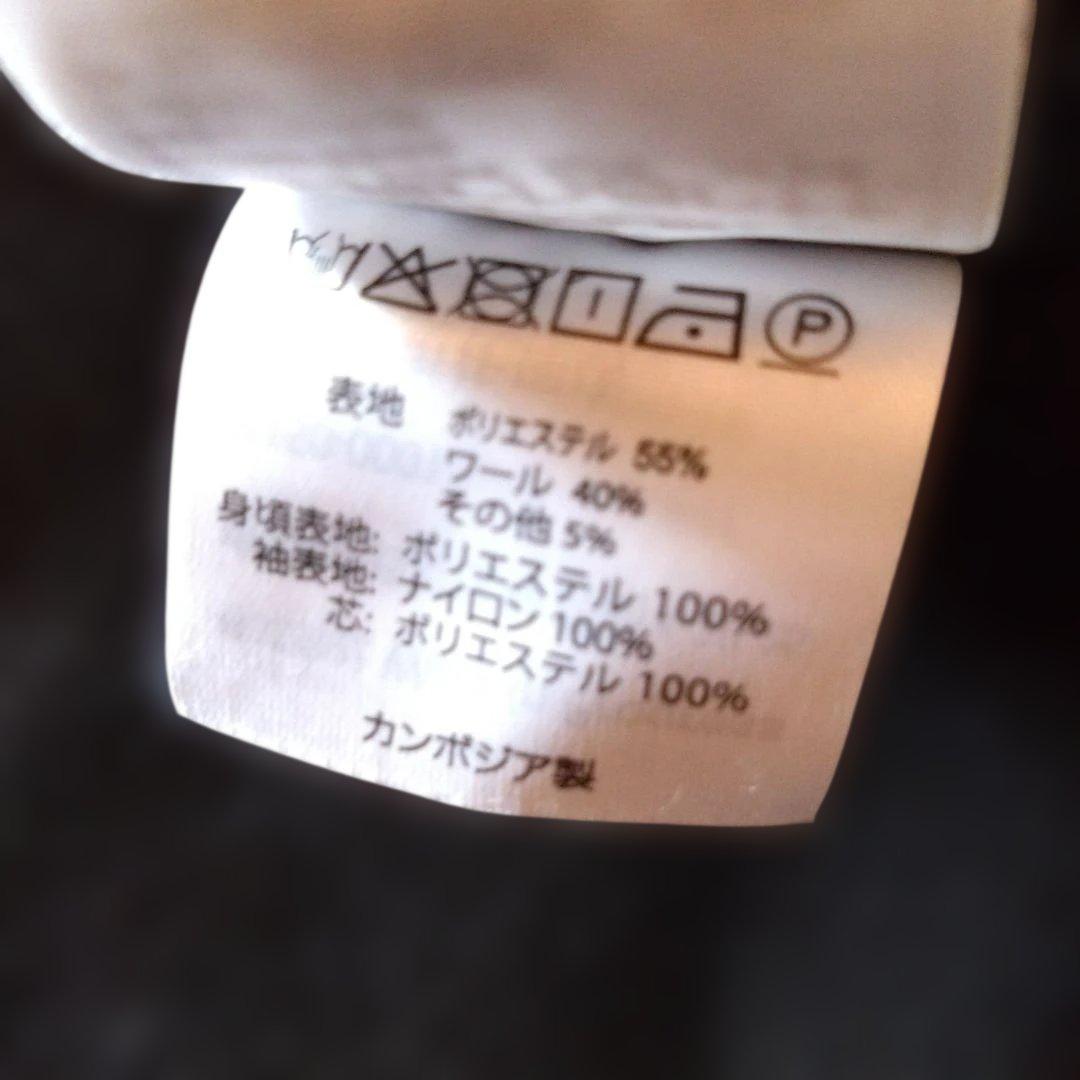 P
表地 ポリエステル 55%
ウール 40%
その他 5%
身頃表地: ポリエステル 100%
袖表地: ナイロン 100%
芯: ポリエステル 100%
カンボジア製